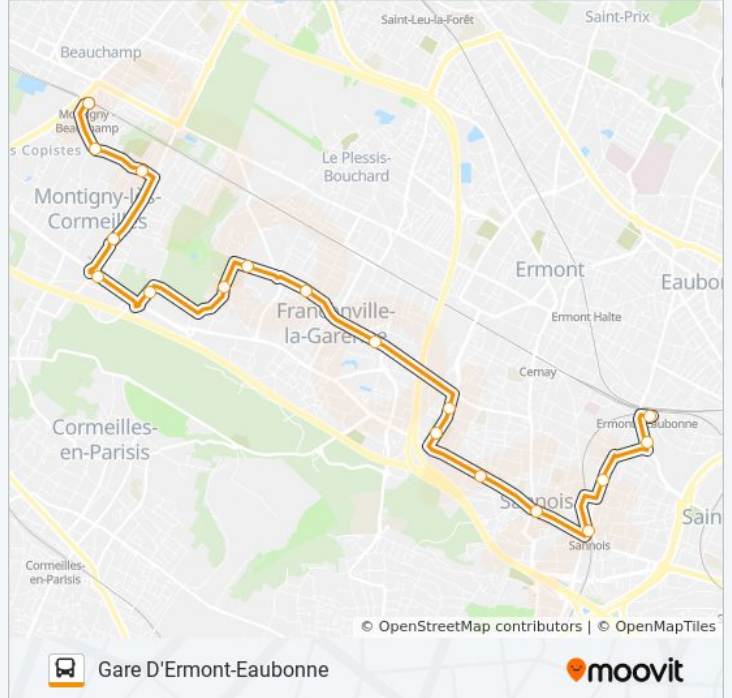 Saint-Leu-la-Forêt
Saint-Prix
Beauchamp
Montigny-
Beauchamp
s Copistes
Le Plessis-
Bouchard
Montigny-lès-
Cormeilles
Ermont
Eaubon
Franconville-
la-Garenne
Ermont Halte
Cernay
Cormeilles-
en-Parisis
Ermont-Eaubonne
Sannois
Sain
Sannois
Cormeilles-
en-Parisis
© OpenStreetMap contributors | © OpenMapTiles
Gare D'Ermont-Eaubonne
moovit